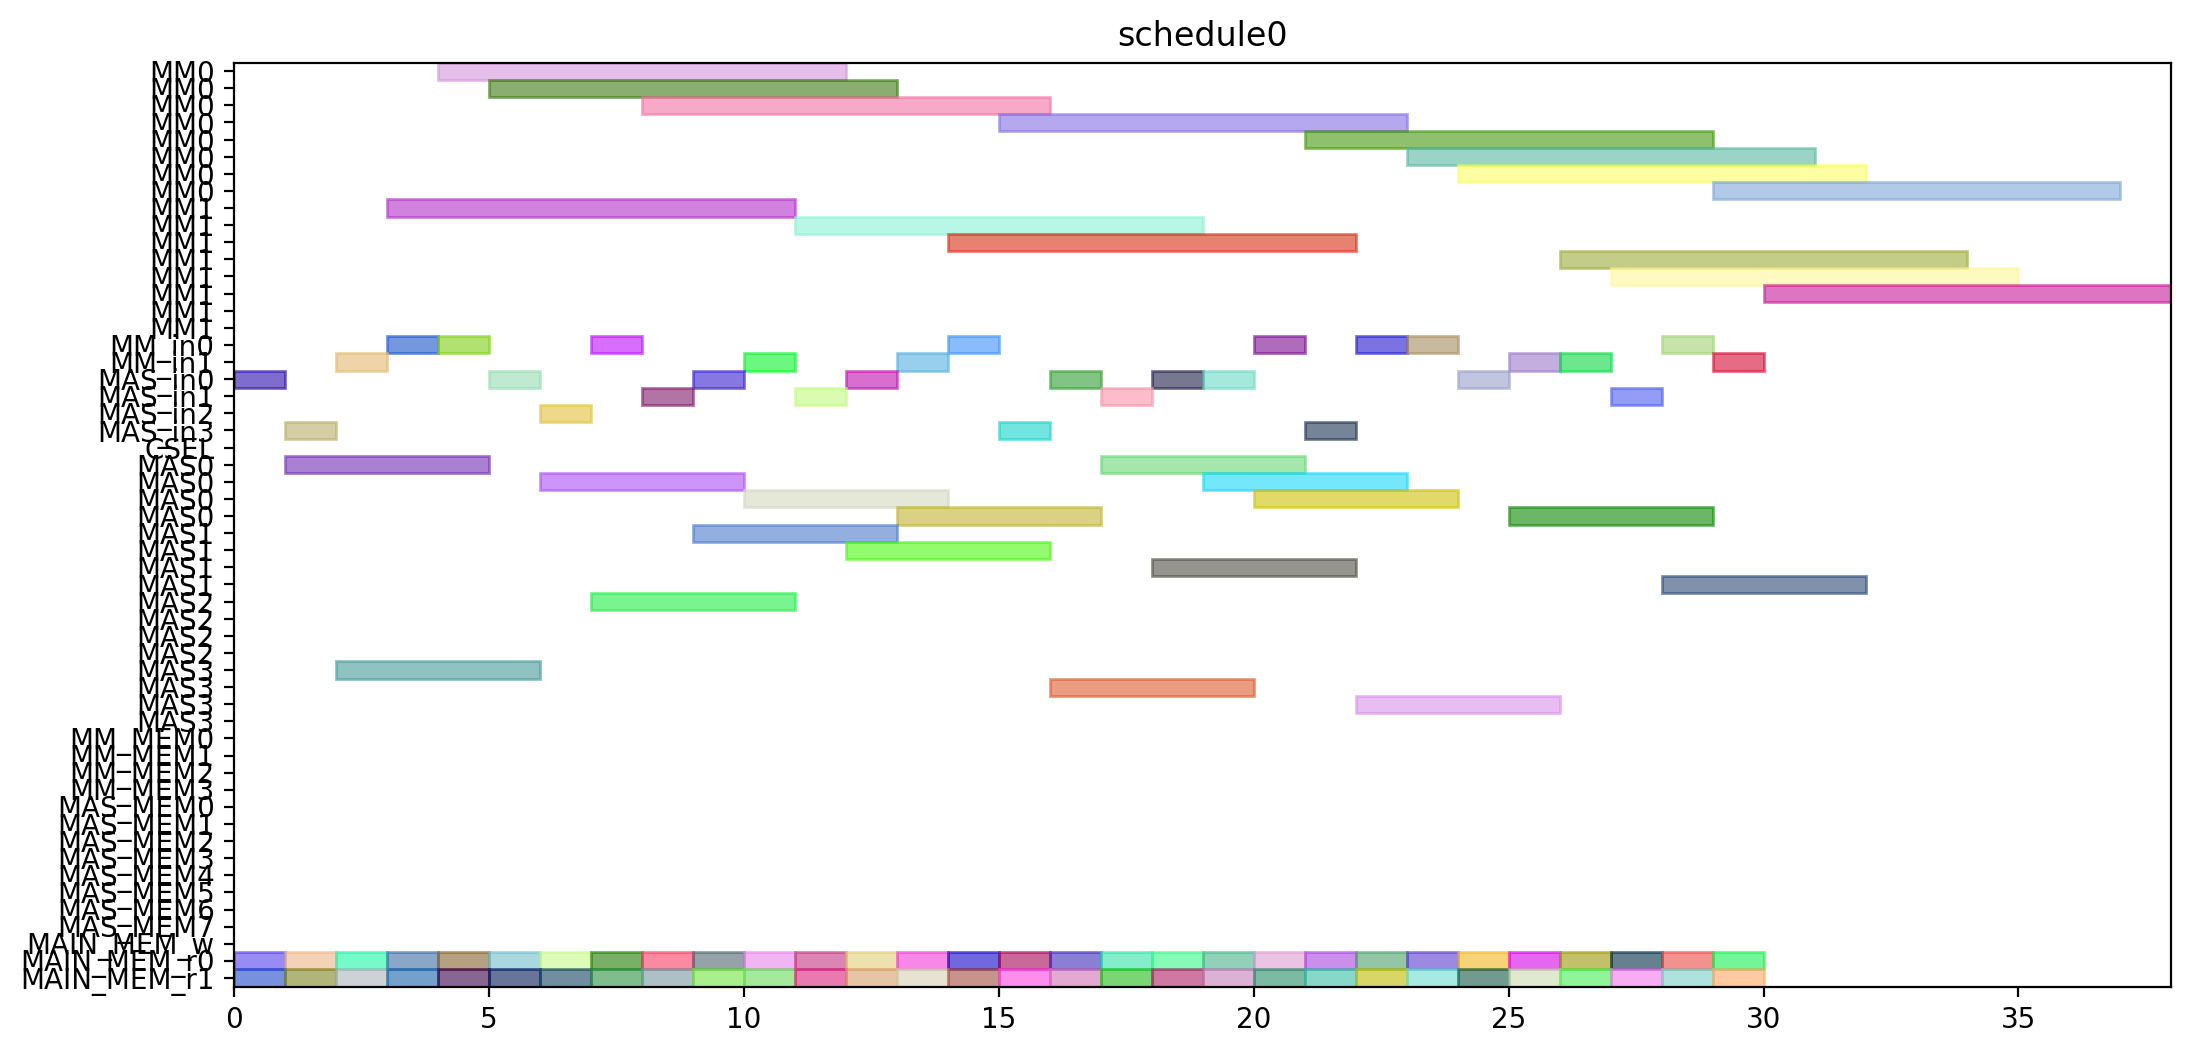 schedule0
MM0
MM0
MM0
MM0
MM0
MM0
MM0
MM0
MM1
MM1
MM1
MM1
MM1
MM1
MM1
MM1
MM_in0
MM_in1
MAS_in0
MAS_in1
MAS_in2
MAS_in3
CSEL
MAS0
MAS0
MAS0
MAS0
MAS1
MAS1
MAS1
MAS1
MAS2
MAS2
MAS2
MAS2
MAS3
MAS3
MAS3
MAS3
MM_MEM0
MM_MEM1
MM_MEM2
MM_MEM3
MAS_MEM0
MAS_MEM1
MAS_MEM2
MAS_MEM3
MAS_MEM4
MAS_MEM5
MAS_MEM6
MAS_MEM7
MAIN_MEM_w
MAIN_MEM_r0
MAIN_MEM_r1
0 5 10 15 20 25 30 35